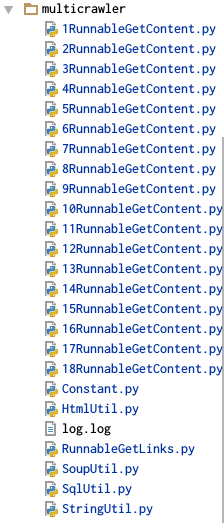 multicrawler
1RunnableGetContent.py
2RunnableGetContent.py
3RunnableGetContent.py
4RunnableGetContent.py
5RunnableGetContent.py
6RunnableGetContent.py
7RunnableGetContent.py
8RunnableGetContent.py
9RunnableGetContent.py
10RunnableGetContent.py
11RunnableGetContent.py
12RunnableGetContent.py
13RunnableGetContent.py
14RunnableGetContent.py
15RunnableGetContent.py
16RunnableGetContent.py
17RunnableGetContent.py
18RunnableGetContent.py
Constant.py
HtmlUtil.py
log.log
RunnableGetLinks.py
SoupUtil.py
SqlUtil.py
StringUtil.py